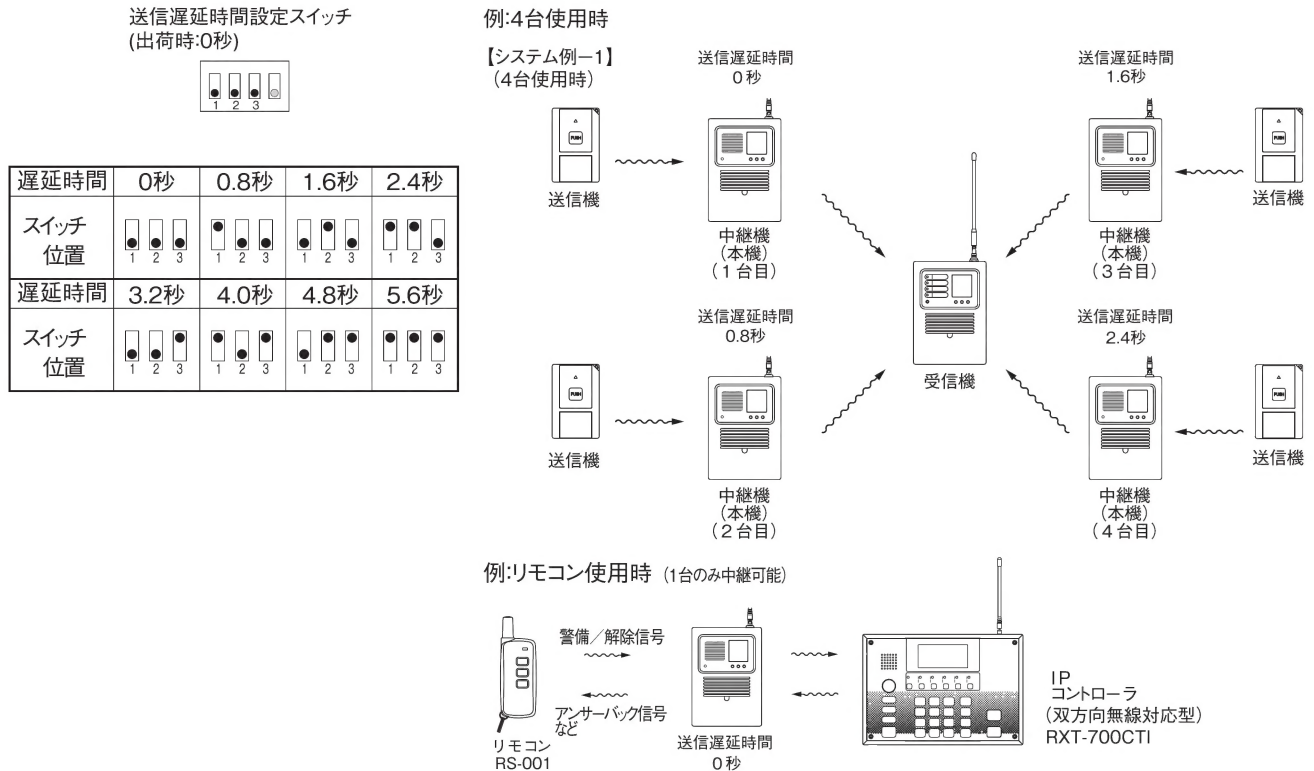 送信遅延時間設定スイッチ
(出荷時:0秒)
1 2 3
遅延時間 0秒 0.8秒 1.6秒 2.4秒
スイッチ
位置
1 2 3 1 2 3 1 2 3 1 2 3
遅延時間 3.2秒 4.0秒 4.8秒 5.6秒
スイッチ
位置
1 2 3 1 2 3 1 2 3 1 2 3
例:4台使用時
【システム例−1】
(4台使用時)
送信遅延時間
0秒
PUSH
送信機
中継機
(本機)
(1台目)
送信遅延時間
1.6秒
PUSH
送信機
中継機
(本機)
(3台目)
受信機
送信遅延時間
0.8秒
PUSH
送信機
中継機
(本機)
(2台目)
送信遅延時間
2.4秒
PUSH
送信機
中継機
(本機)
(4台目)
例:リモコン使用時 (1台のみ中継可能)
警備/解除信号
アンサーバック信号
など
リモコン
RS-001
送信遅延時間
0秒
IP
コントローラ
(双方向無線対応型)
RXT-700CTI